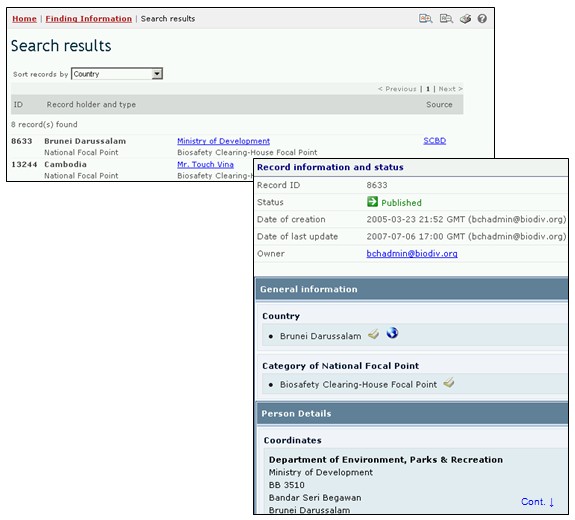 Home | Finding Information | Search results
Search results
Sort records by Country
< Previous | 1 | Next >
ID Record holder and type Source
8 record(s) found
8633 Brunei Darussalam Ministry of Development SCBD
National Focal Point Biosafety Clearing-House Focal Point
13244 Cambodia Mr. Touch Vina
National Focal Point Biosafety Clearing-H
Record information and status
Record ID 8633
Status Published
Date of creation 2005-03-23 21:52 GMT (bchadmin@biodiv.org)
Date of last update 2007-07-06 17:00 GMT (bchadmin@biodiv.org)
Owner bchadmin@biodiv.org
General information
Country
• Brunei Darussalam
Category of National Focal Point
• Biosafety Clearing-House Focal Point
Person Details
Coordinates
Department of Environment, Parks & Recreation
Ministry of Development
BB 3510
Bandar Seri Begawan
Brunei Darussalam
Cont. ↓